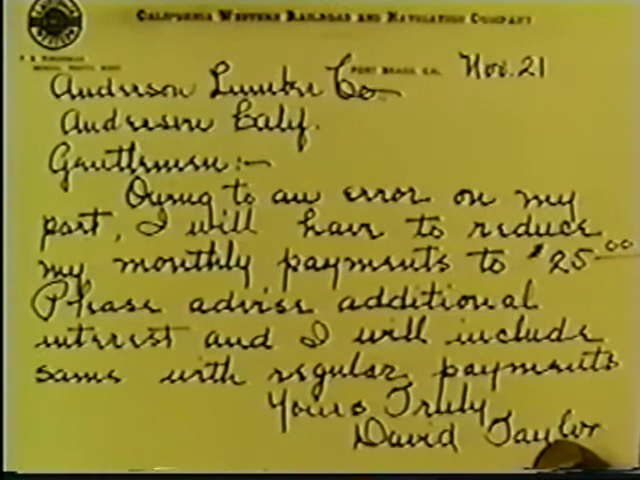 California Western Railroad and Navigation Company
Fort Bragg, Cal. Nov. 21
Anderson Lumber Co.
Anderson Calif.
Gentlemen:-
Owing to an error on my
part, I will have to reduce
my monthly payments to $25.00
Please advise additional
interest and I will include
same with regular payments
Yours Truly
David Taylor